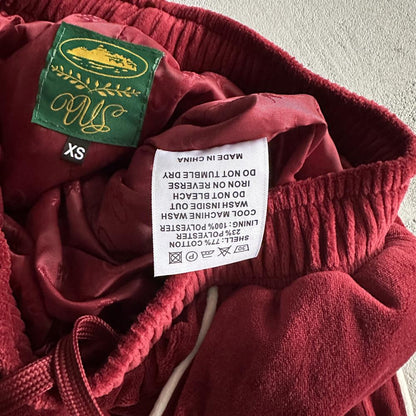 XS
SHELL: 77% COTTON
23% POLYESTER
LINING: 100% POLYESTER
COOL MACHINE WASH
WASH INSIDE OUT
DO NOT BLEACH
IRON ON REVERSE
DO NOT TUMBLE DRY
MADE IN CHINA